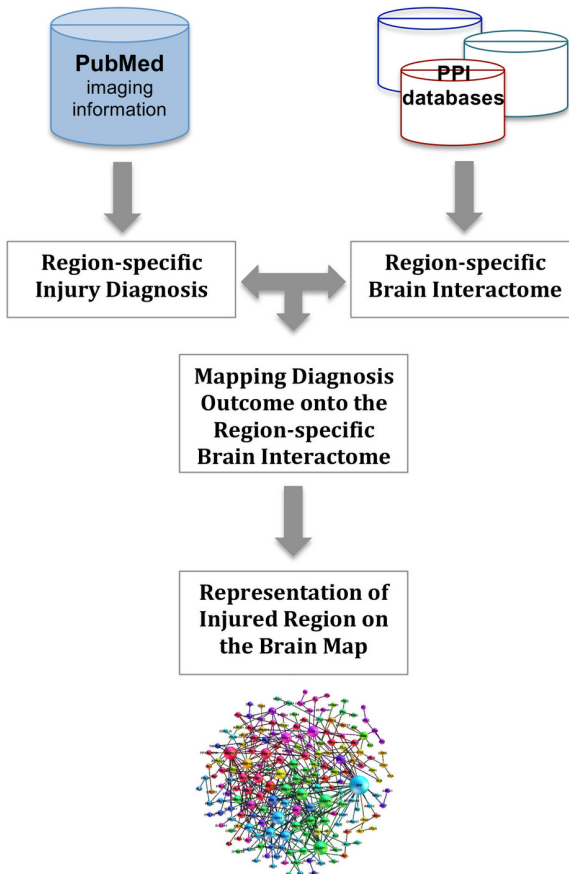 PubMed
imaging
information
PPI
databases
Region-specific
Injury Diagnosis
Region-specific
Brain Interactome
Mapping Diagnosis
Outcome onto the
Region-specific
Brain Interactome
Representation of
Injured Region on
the Brain Map